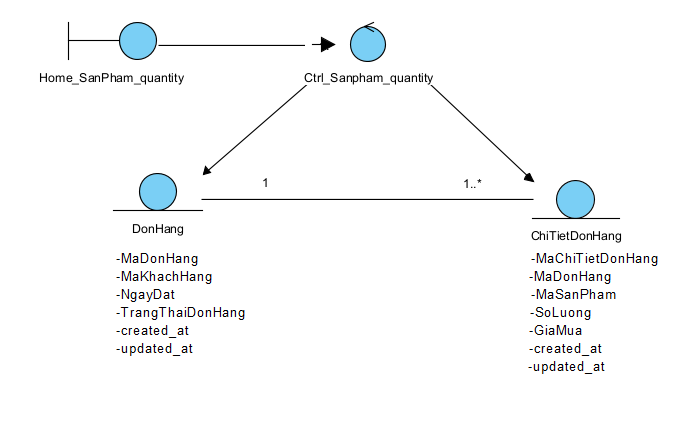 Home_SanPham_quantity
Ctrl_Sanpham_quantity
1
1..*
DonHang
-MaDonHang
-MaKhachHang
-NgayDat
-TrangThaiDonHang
-created_at
-updated_at
ChiTietDonHang
-MaChiTietDonHang
-MaDonHang
-MaSanPham
-SoLuong
-GiaMua
-created_at
-updated_at